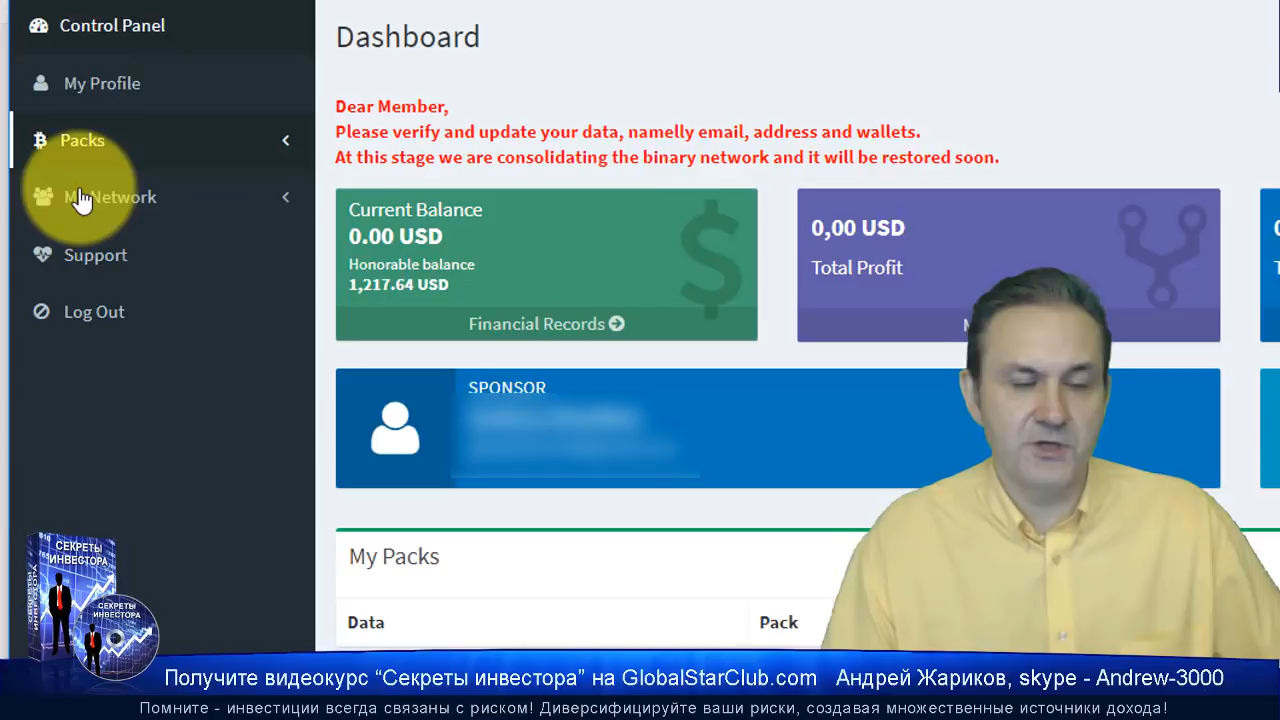 Control Panel
My Profile
Packs
My Network
Support
Log Out
Dashboard
Dear Member,
Please verify and update your data, namelly email, address and wallets.
At this stage we are consolidating the binary network and it will be restored soon.
Current Balance
0.00 USD
Honorable balance
1,217.64 USD
Financial Records
0,00 USD
Total Profit
SPONSOR
My Packs
Data
Pack
СЕКРЕТЫ
ИНВЕСТОРА
СЕКРЕТЫ
ИНВЕСТОРА
Получите видеокурс “Секреты инвестора” на GlobalStarClub.com Андрей Жариков, skype - Andrew-3000
Помните - инвестиции всегда связаны с риском! Диверсифицируйте ваши риски, создавая множественные источники дохода!